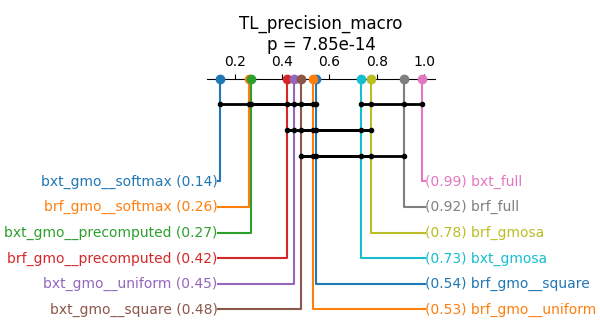 TL_precision_macro
p = 7.85e-14
0.2 0.4 0.6 0.8 1.0
bxt_gmo__softmax (0.14) (0.99) bxt_full
brf_gmo__softmax (0.26) (0.92) brf_full
bxt_gmo__precomputed (0.27) (0.78) brf_gmosa
brf_gmo__precomputed (0.42) (0.73) bxt_gmosa
bxt_gmo__uniform (0.45) (0.54) brf_gmo__square
bxt_gmo__square (0.48) (0.53) brf_gmo__uniform